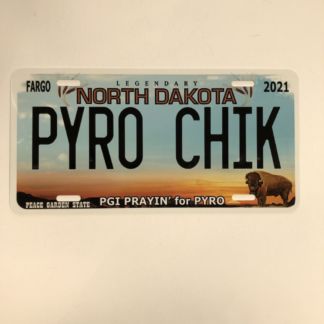 LEGENDARY
FARGO NORTH DAKOTA 2021
PYRO CHIK
PEACE GARDEN STATE PGI PRAYIN' for PYRO